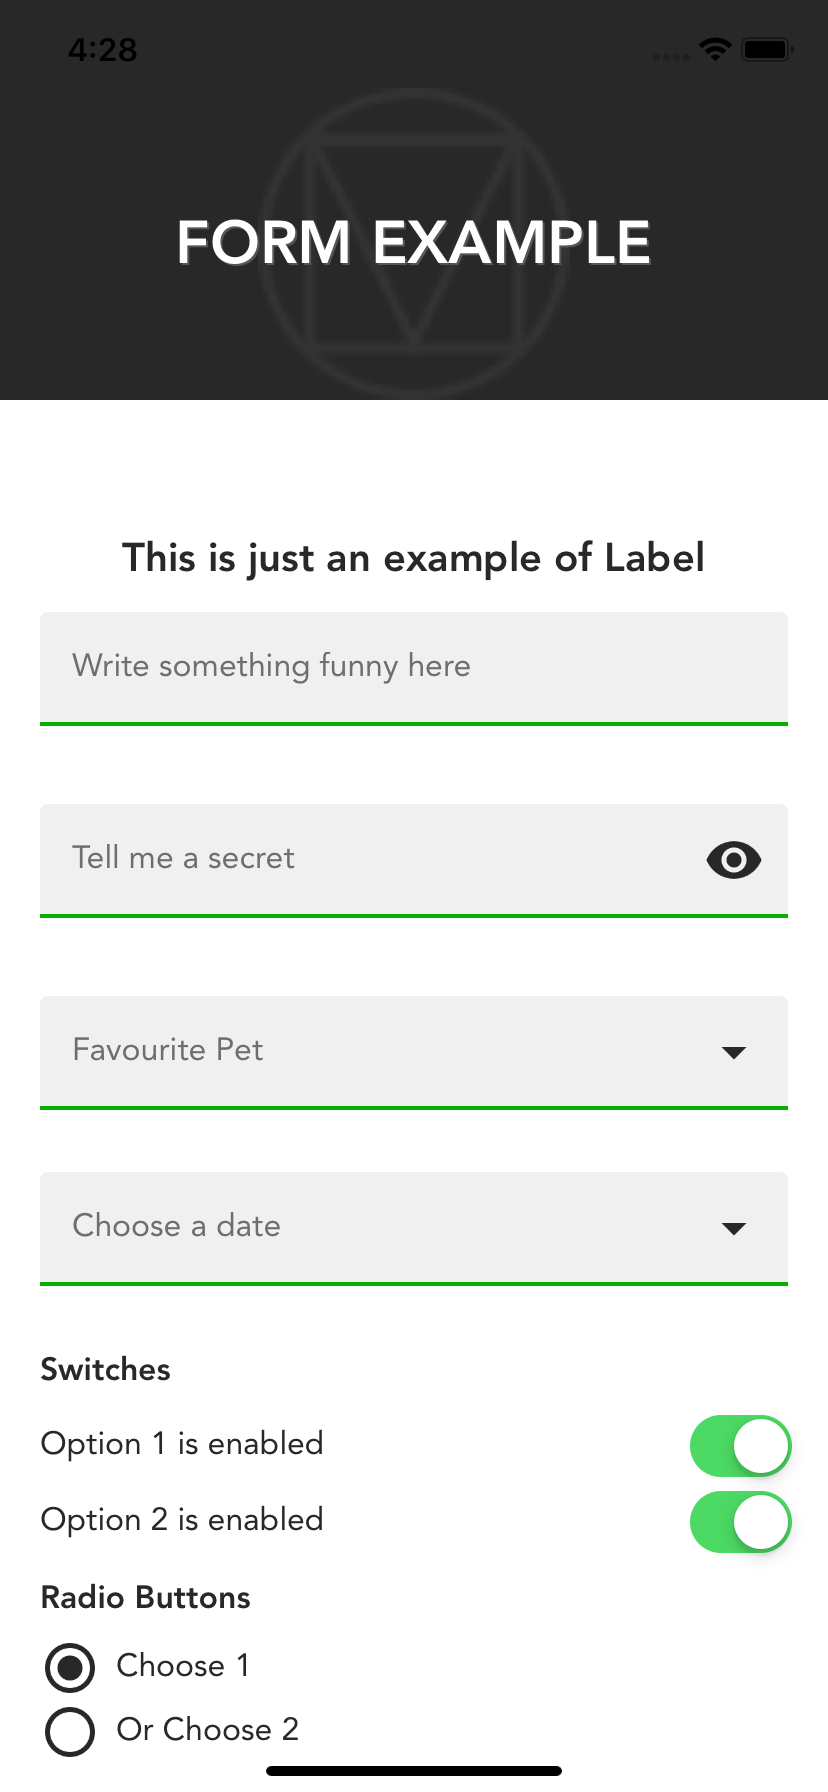 4:28
FORM EXAMPLE
This is just an example of Label
Write something funny here
Tell me a secret
Favourite Pet
Choose a date
Switches
Option 1 is enabled
Option 2 is enabled
Radio Buttons
Choose 1
Or Choose 2